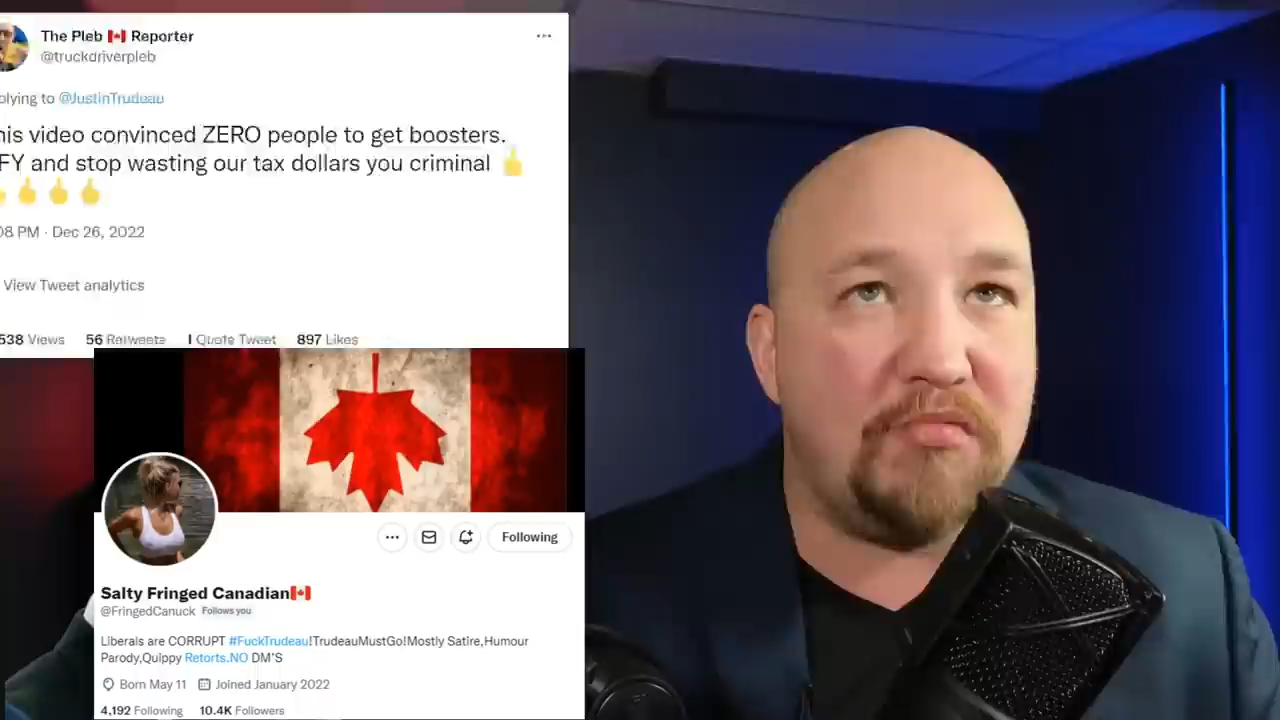 The Pleb 🇨🇦 Reporter
@truckdriverpleb
plying to @JustinTrudeau
his video convinced ZERO people to get boosters.
FY and stop wasting our tax dollars you criminal 🖕
🖕 🖕 🖕 🖕
08 PM · Dec 26, 2022
View Tweet analytics
538 Views 56 Retweets 1 Quote Tweet 897 Likes
Following
Salty Fringed Canadian🇨🇦
@FringedCanuck Follows you
Liberals are CORRUPT #FuckTrudeau!TrudeauMustGo!Mostly Satire,Humour
Parody,Quippy Retorts.NO DM'S
Born May 11 Joined January 2022
4,192 Following 10.4K Followers